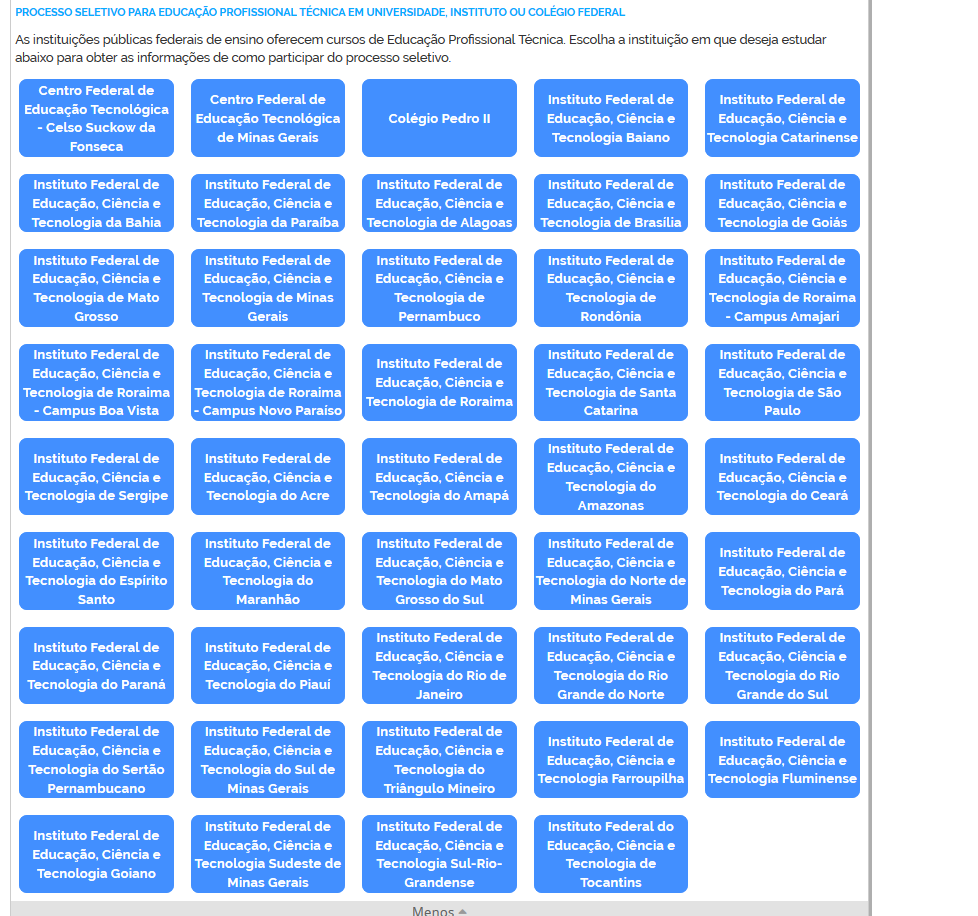 PROCESSO SELETIVO PARA EDUCAÇÃO PROFISSIONAL TÉCNICA EM UNIVERSIDADE, INSTITUTO OU COLÉGIO FEDERAL
As instituições públicas federais de ensino oferecem cursos de Educação Profissional Técnica. Escolha a instituição em que deseja estudar
abaixo para obter as informações de como participar do processo seletivo.
Centro Federal de
Educação Tecnológica
- Celso Suckow da
Fonseca
Centro Federal de
Educação Tecnológica
de Minas Gerais
Colégio Pedro II
Instituto Federal de
Educação, Ciência e
Tecnologia Baiano
Instituto Federal de
Educação, Ciência e
Tecnologia Catarinense
Instituto Federal de
Educação, Ciência e
Tecnologia da Bahia
Instituto Federal de
Educação, Ciência e
Tecnologia da Paraíba
Instituto Federal de
Educação, Ciência e
Tecnologia de Alagoas
Instituto Federal de
Educação, Ciência e
Tecnologia de Brasília
Instituto Federal de
Educação, Ciência e
Tecnologia de Goiás
Instituto Federal de
Educação, Ciência e
Tecnologia de Mato
Grosso
Instituto Federal de
Educação, Ciência e
Tecnologia de Minas
Gerais
Instituto Federal de
Educação, Ciência e
Tecnologia de
Pernambuco
Instituto Federal de
Educação, Ciência e
Tecnologia de
Rondônia
Instituto Federal de
Educação, Ciência e
Tecnologia de Roraima
- Campus Amajari
Instituto Federal de
Educação, Ciência e
Tecnologia de Roraima
- Campus Boa Vista
Instituto Federal de
Educação, Ciência e
Tecnologia de Roraima
- Campus Novo Paraíso
Instituto Federal de
Educação, Ciência e
Tecnologia de Roraima
Instituto Federal de
Educação, Ciência e
Tecnologia de Santa
Catarina
Instituto Federal de
Educação, Ciência e
Tecnologia de São
Paulo
Instituto Federal de
Educação, Ciência e
Tecnologia de Sergipe
Instituto Federal de
Educação, Ciência e
Tecnologia do Acre
Instituto Federal de
Educação, Ciência e
Tecnologia do Amapá
Instituto Federal de
Educação, Ciência e
Tecnologia do
Amazonas
Instituto Federal de
Educação, Ciência e
Tecnologia do Ceará
Instituto Federal de
Educação, Ciência e
Tecnologia do Espírito
Santo
Instituto Federal de
Educação, Ciência e
Tecnologia do
Maranhão
Instituto Federal de
Educação, Ciência e
Tecnologia do Mato
Grosso do Sul
Instituto Federal de
Educação, Ciência e
Tecnologia do Norte de
Minas Gerais
Instituto Federal de
Educação, Ciência e
Tecnologia do Pará
Instituto Federal de
Educação, Ciência e
Tecnologia do Paraná
Instituto Federal de
Educação, Ciência e
Tecnologia do Piauí
Instituto Federal de
Educação, Ciência e
Tecnologia do Rio de
Janeiro
Instituto Federal de
Educação, Ciência e
Tecnologia do Rio
Grande do Norte
Instituto Federal de
Educação, Ciência e
Tecnologia do Rio
Grande do Sul
Instituto Federal de
Educação, Ciência e
Tecnologia do Sertão
Pernambucano
Instituto Federal de
Educação, Ciência e
Tecnologia do Sul de
Minas Gerais
Instituto Federal de
Educação, Ciência e
Tecnologia do
Triângulo Mineiro
Instituto Federal de
Educação, Ciência e
Tecnologia Farroupilha
Instituto Federal de
Educação, Ciência e
Tecnologia Fluminense
Instituto Federal de
Educação, Ciência e
Tecnologia Goiano
Instituto Federal de
Educação, Ciência e
Tecnologia Sudeste de
Minas Gerais
Instituto Federal de
Educação, Ciência e
Tecnologia Sul-Rio-
Grandense
Instituto Federal do
Educação, Ciência e
Tecnologia de
Tocantins
Menos